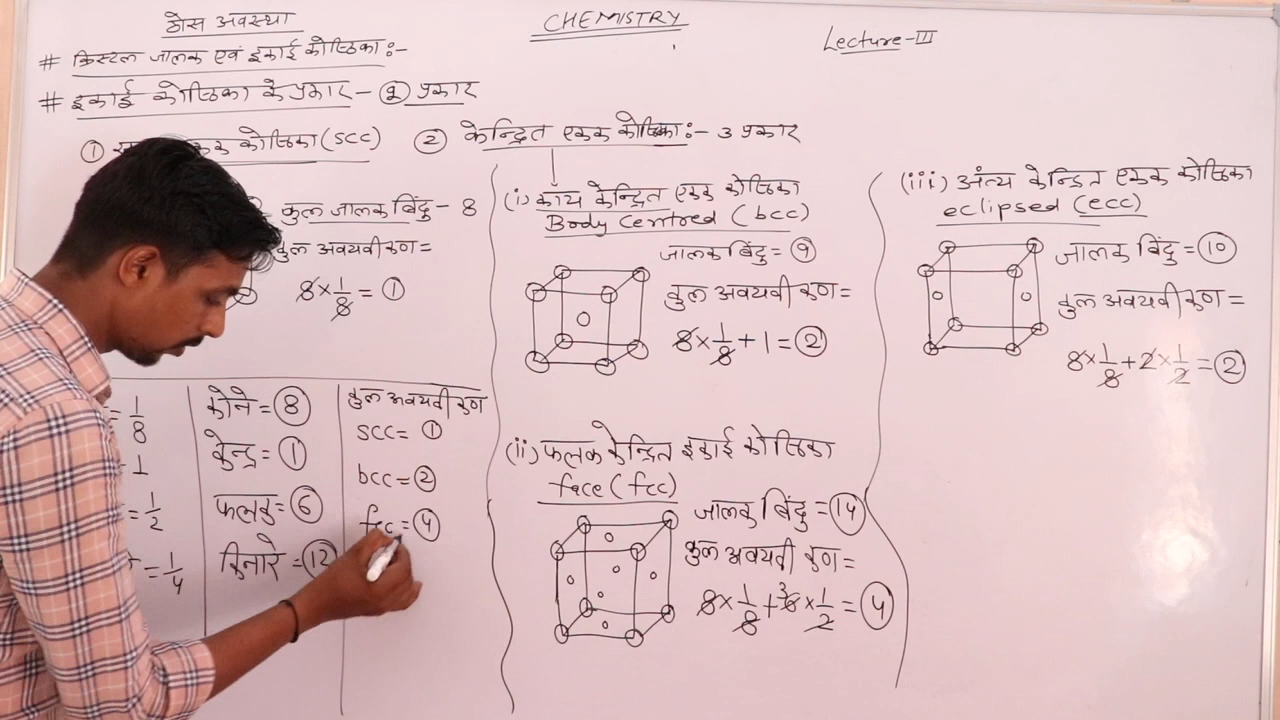 ठोस अवस्था
CHEMISTRY
Lecture-III
# क्रिस्टल जालक एवं इकाई कोष्ठिका :-
# इकाई कोष्ठिका के प्रकार - 2 प्रकार
① कोष्ठिका (scc)
② केन्द्रित एकक कोष्ठिका :- 3 प्रकार
कुल जालक बिंदु - 8
कुल अवयवी कण =
8 × 1/8 = 1
(i) काय केन्द्रित एकक कोष्ठिका
Body Centred (bcc)
जालक बिंदु = 9
कुल अवयवी कण =
8 × 1/8 + 1 = 2
(ii) फलक केन्द्रित इकाई कोष्ठिका
face (fcc)
जालक बिंदु = 14
कुल अवयवी कण =
8 × 1/8 + 6 3 × 1/2 = 4
(iii) अंत्य केन्द्रित एकक कोष्ठिका
eclipsed (ecc)
जालक बिंदु = 10
कुल अवयवी कण =
8 × 1/8 + 2 × 1/2 = 2
= 1/8
= 1
= 1/2
= 1/4
कोने = 8
केन्द्र = 1
फलक = 6
किनारे = 12
कुल अवयवी कण
scc = 1
bcc = 2
fcc = 4